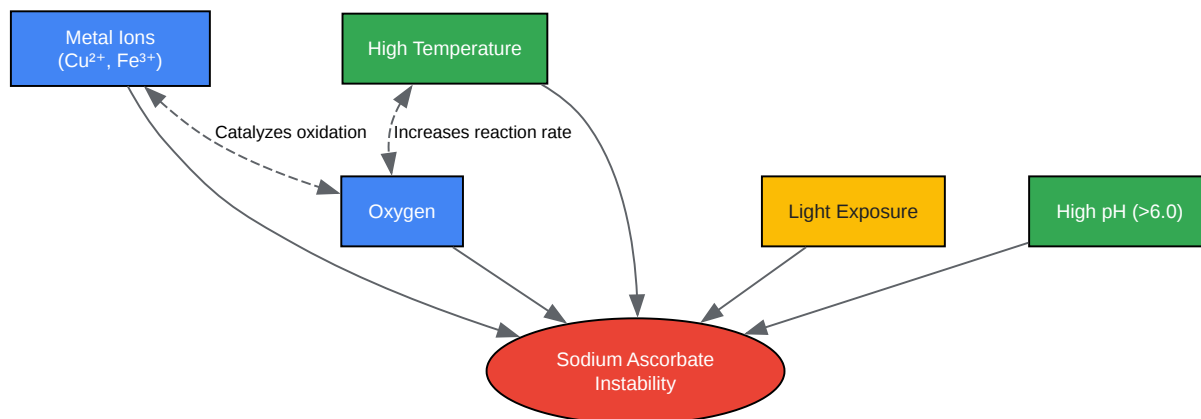 Metal Ions
(Cu²⁺, Fe³⁺)
High Temperature
Catalyzes oxidation
Increases reaction rate
Oxygen
Light Exposure
High pH (>6.0)
Sodium Ascorbate
Instability